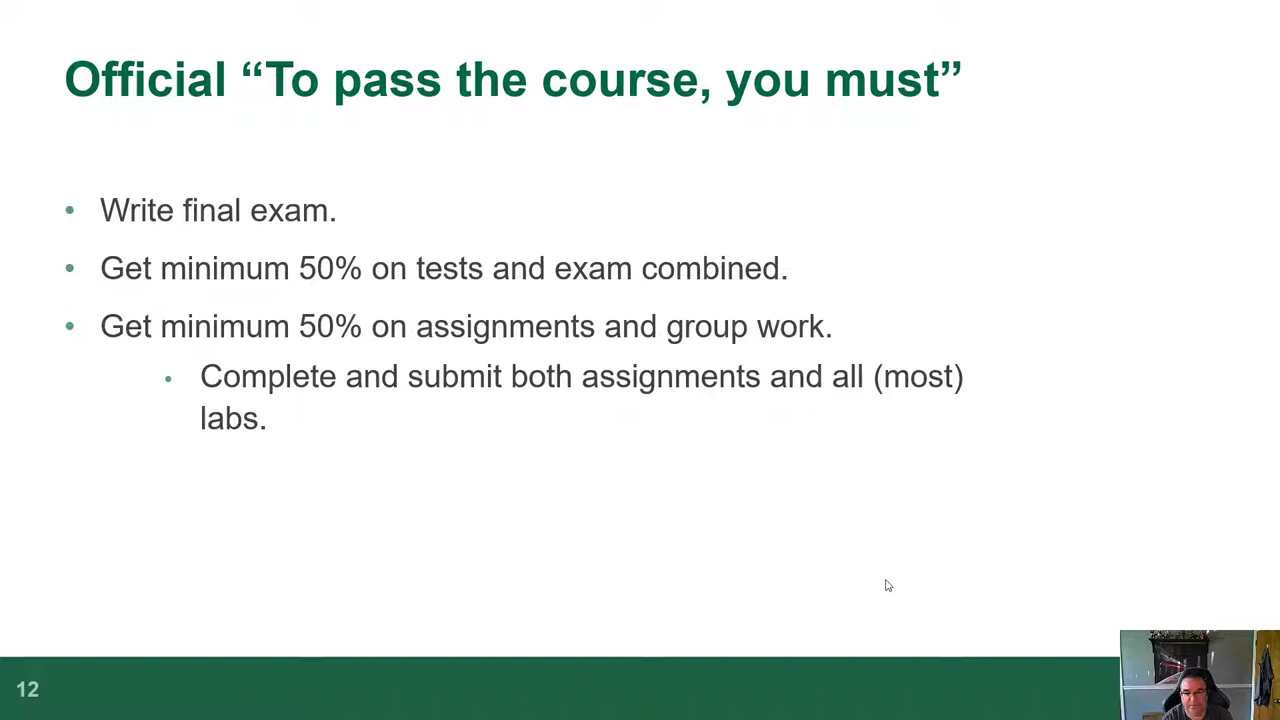 Official “To pass the course, you must”
• Write final exam.
• Get minimum 50% on tests and exam combined.
• Get minimum 50% on assignments and group work.
• Complete and submit both assignments and all (most)
labs.
12